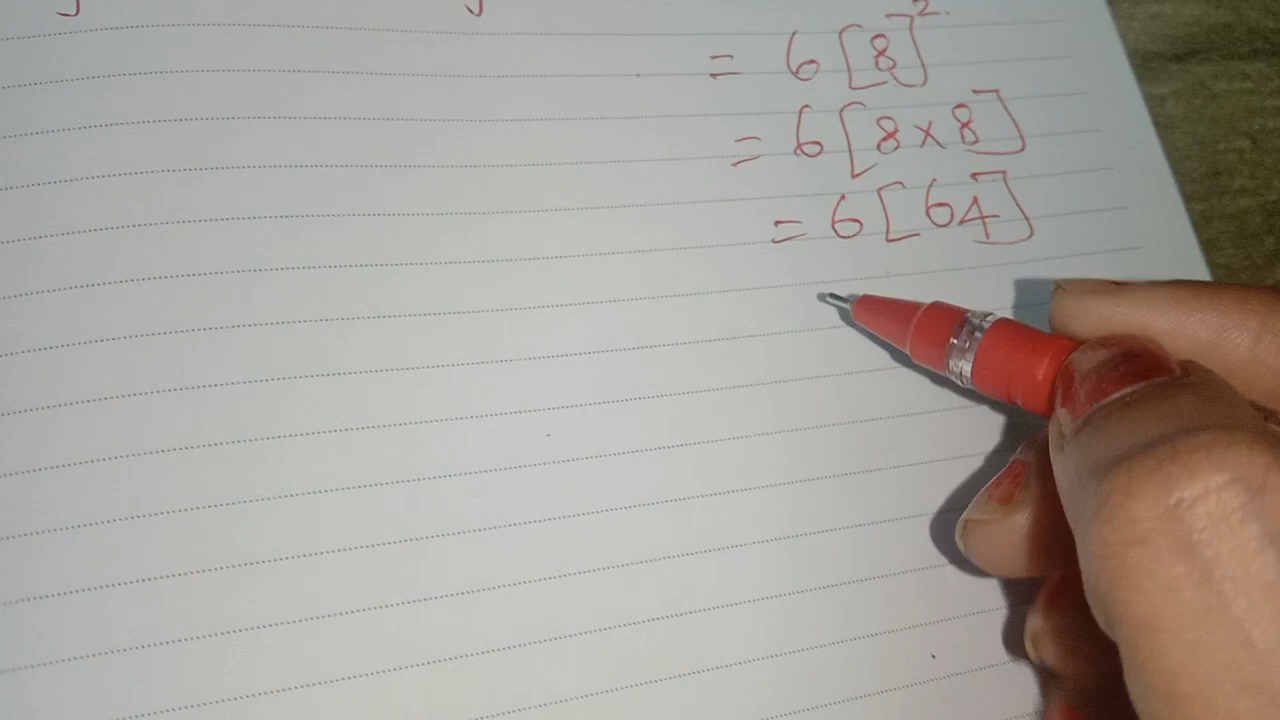 = 6 [8]².
= 6 [8 × 8]
= 6 [64]